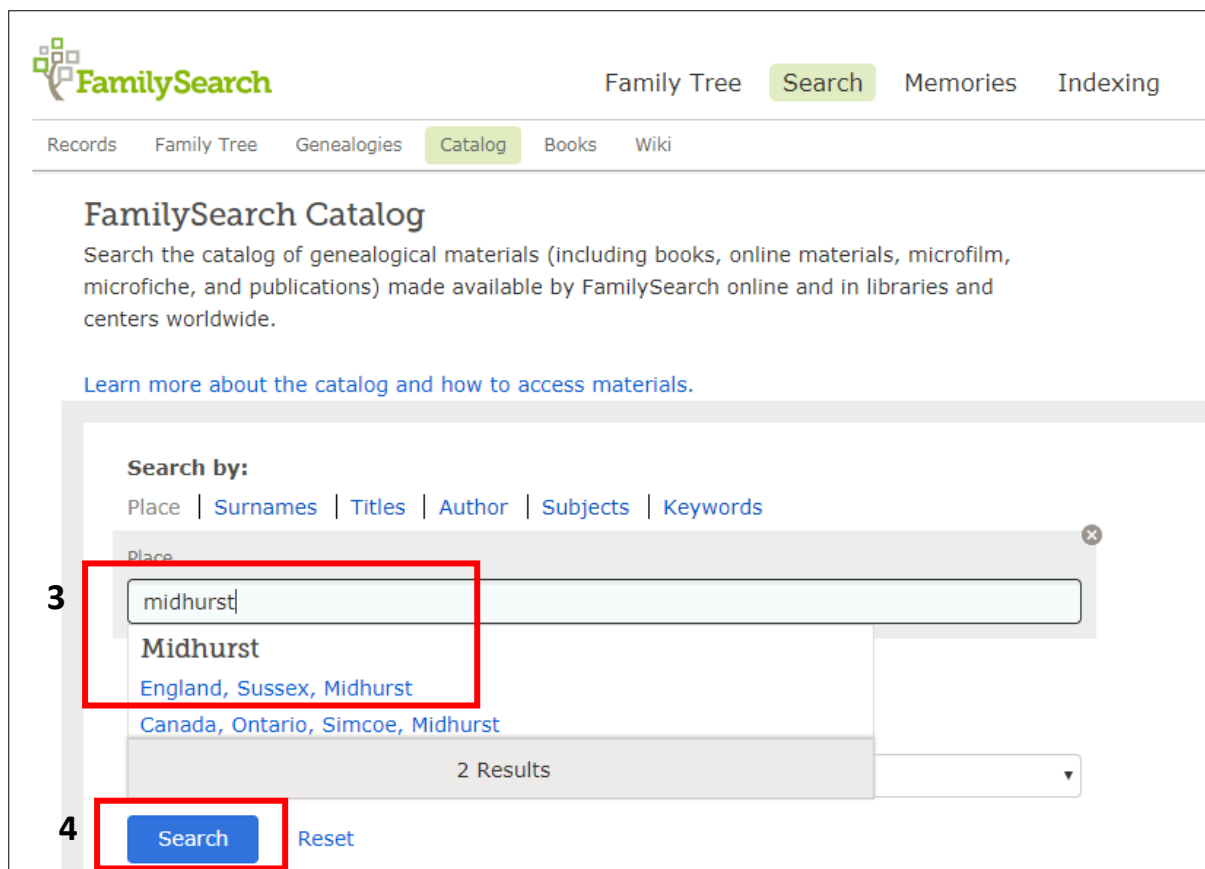 FamilySearch
Family Tree Search Memories Indexing
Records Family Tree Genealogies Catalog Books Wiki
FamilySearch Catalog
Search the catalog of genealogical materials (including books, online materials, microfilm,
microfiche, and publications) made available by FamilySearch online and in libraries and
centers worldwide.
Learn more about the catalog and how to access materials.
Search by:
Place | Surnames | Titles | Author | Subjects | Keywords
Place
3
midhurst
Midhurst
England, Sussex, Midhurst
Canada, Ontario, Simcoe, Midhurst
2 Results
4
Search Reset